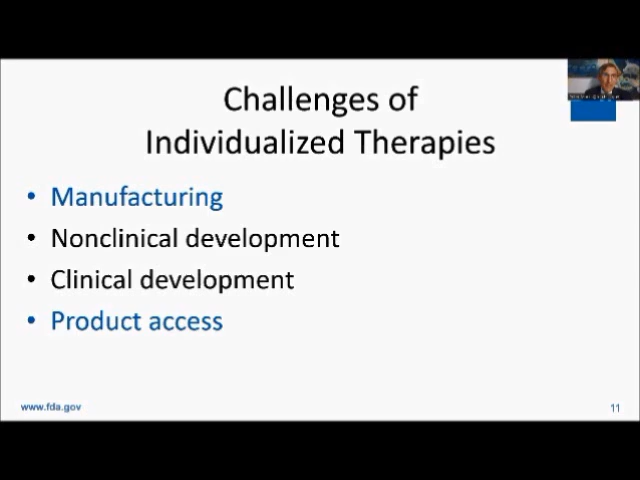 Challenges of
Individualized Therapies
• Manufacturing
• Nonclinical development
• Clinical development
• Product access
www.fda.gov
11